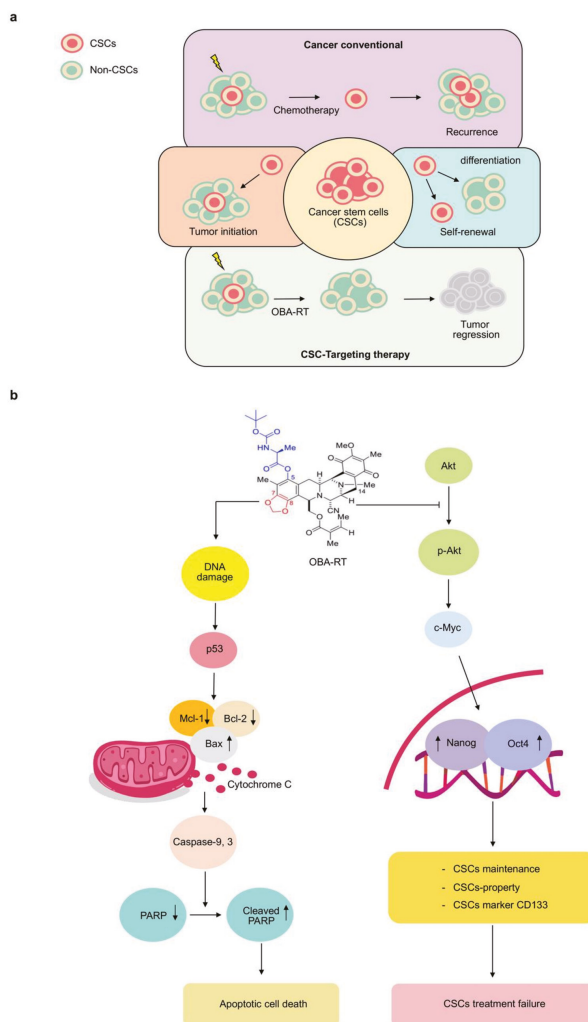 a
CSCs
Non-CSCs
Cancer conventional
Chemotherapy
Recurrence
Tumor initiation
Cancer stem cells
(CSCs)
differentiation
Self-renewal
OBA-RT
Tumor
regression
CSC-Targeting therapy
b
O
O
HN
Me
O
O
5
Me
7
O
O
8
H
N
O
MeO
Me
O
O
N
Me
14
H
CN
O
O
Me
H
Me
OBA-RT
Akt
p-Akt
c-Myc
DNA
damage
p53
Mcl-1
Bcl-2
Bax
Cytochrome C
Nanog
Oct4
Caspase-9, 3
PARP
Cleaved
PARP
- CSCs maintenance
- CSCs-property
- CSCs marker CD133
Apoptotic cell death
CSCs treatment failure